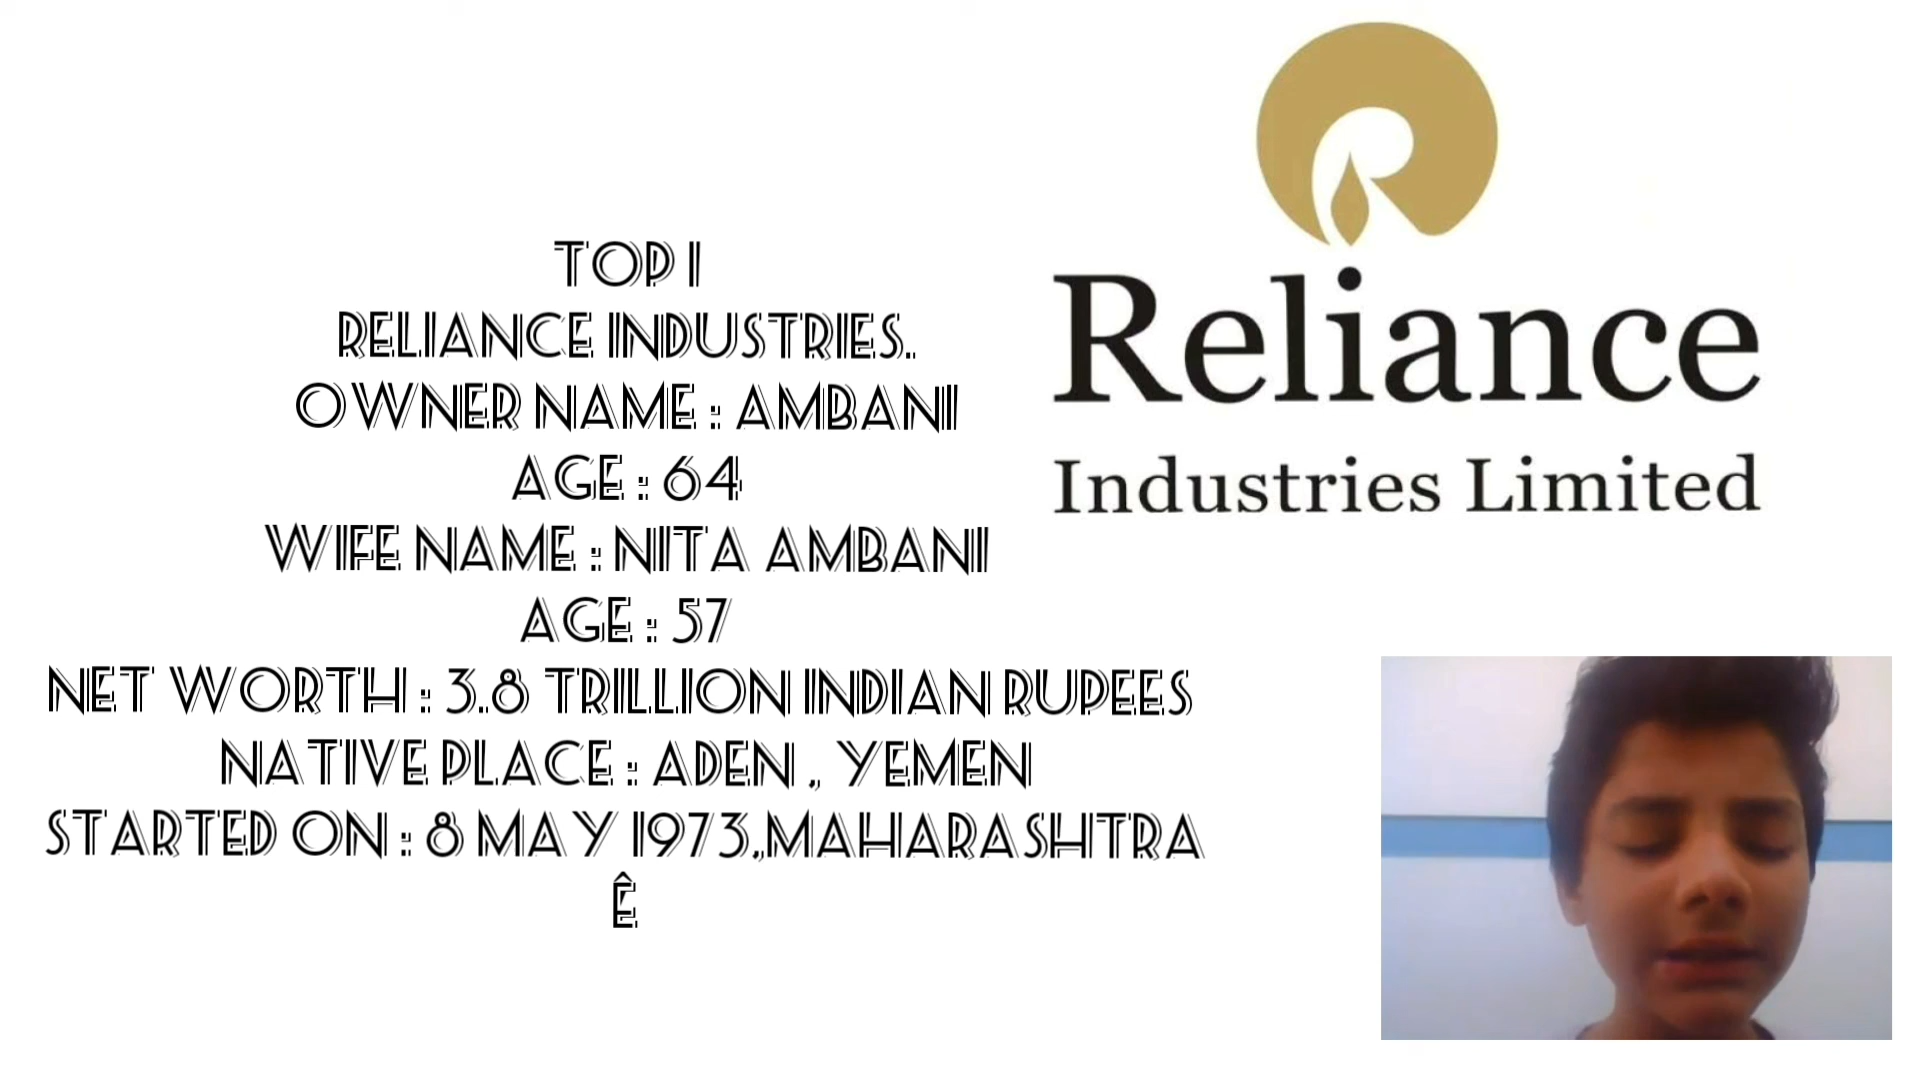 TOP 1
RELIANCE INDUSTRIES.
OWNER NAME : AMBANI
AGE : 64
WIFE NAME : NITA AMBANI
AGE : 57
NET WORTH : 3.8 TRILLION INDIAN RUPEES
NATIVE PLACE : ADEN , YEMEN
STARTED ON : 8 MAY 1973,MAHARASHTRA
Ê
Reliance
Industries Limited